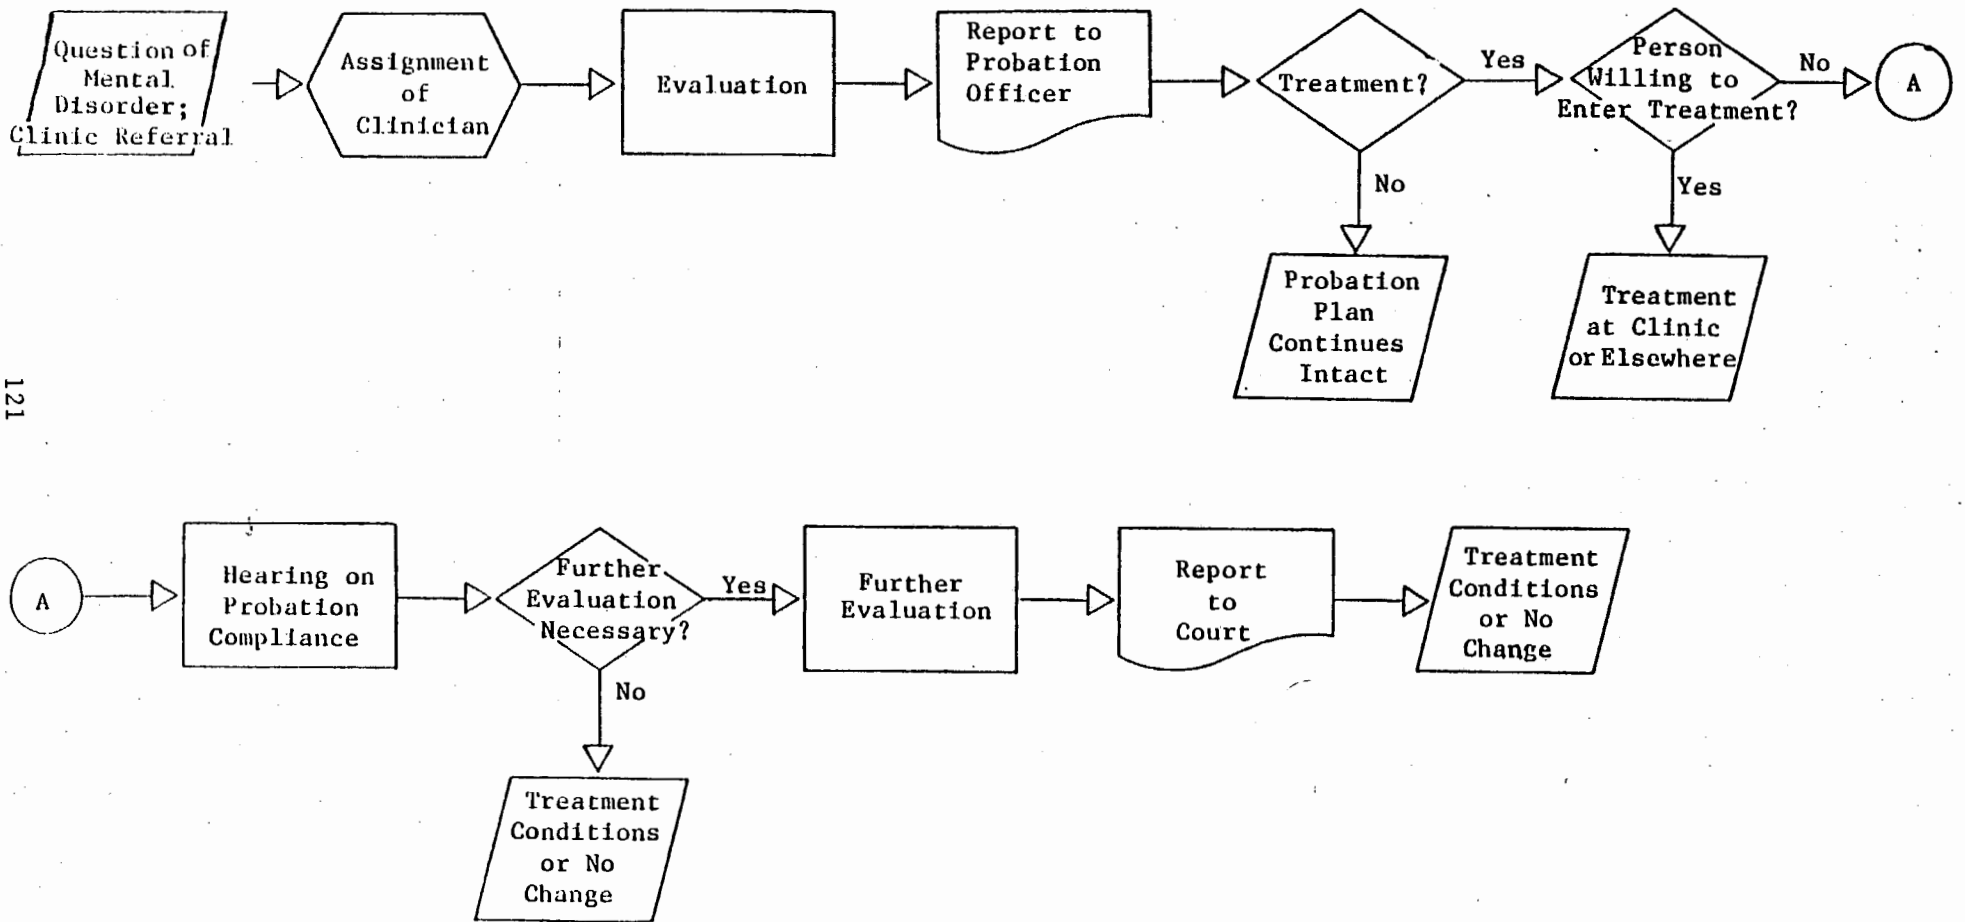 Question of
Mental
Disorder;
Clinic Referral
Assignment
of
Clinician
Evaluation
Report to
Probation
Officer
Treatment?
Yes
Person
Willing to
Enter Treatment?
No
A
No
Yes
Probation
Plan
Continues
Intact
Treatment
at Clinic
or Elsewhere
121
A
Hearing on
Probation
Compliance
Further
Evaluation
Necessary?
Yes
Further
Evaluation
Report
to
Court
Treatment
Conditions
or No
Change
No
Treatment
Conditions
or No
Change